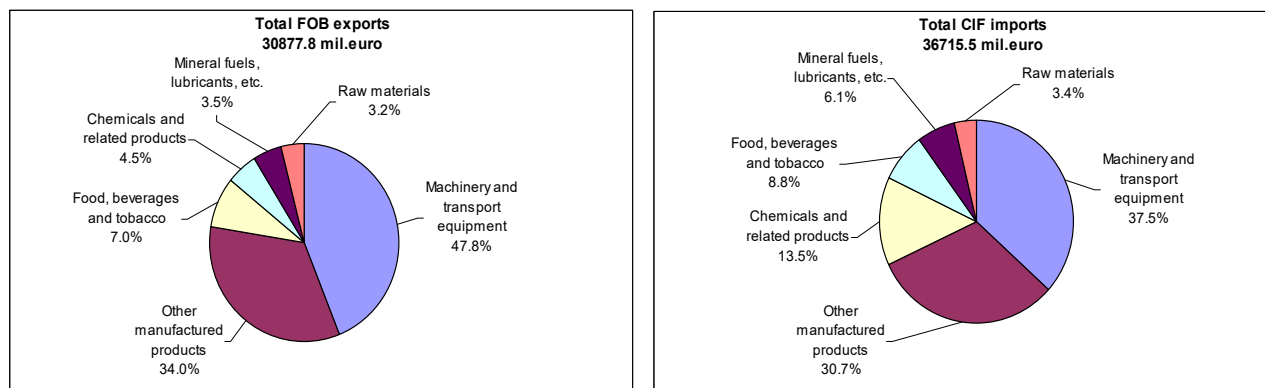 Total FOB exports
30877.8 mil.euro
Mineral fuels,
lubricants, etc.
3.5%
Raw materials
3.2%
Chemicals and
related products
4.5%
Food, beverages
and tobacco
7.0%
Machinery and
transport
equipment
47.8%
Other
manufactured
products
34.0%
Total CIF imports
36715.5 mil.euro
Mineral fuels,
lubricants, etc.
6.1%
Raw materials
3.4%
Food, beverages
and tobacco
8.8%
Machinery and
transport
equipment
37.5%
Chemicals and
related products
13.5%
Other
manufactured
products
30.7%